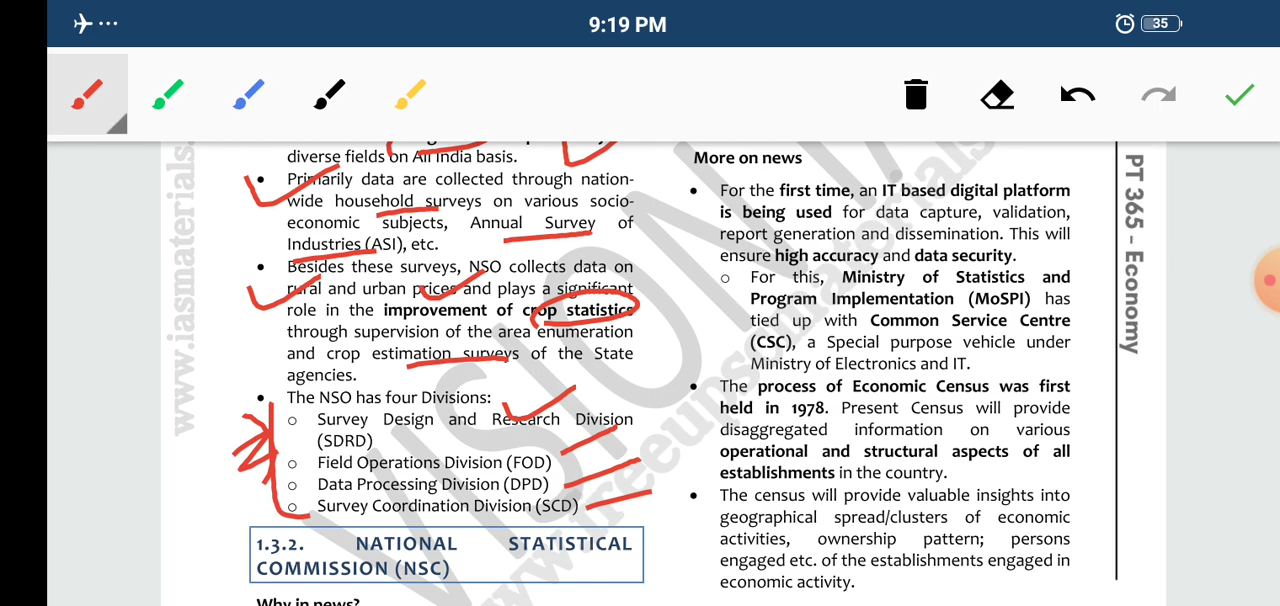 9:19 PM
35
diverse fields on All India basis.
• Primarily data are collected through nation-
wide household surveys on various socio-
economic subjects, Annual Survey of
Industries (ASI), etc.
• Besides these surveys, NSO collects data on
rural and urban prices and plays a significant
role in the improvement of crop statistics
through supervision of the area enumeration
and crop estimation surveys of the State
agencies.
• The NSO has four Divisions:
o Survey Design and Research Division
(SDRD)
o Field Operations Division (FOD)
o Data Processing Division (DPD)
o Survey Coordination Division (SCD)
1.3.2. NATIONAL STATISTICAL
COMMISSION (NSC)
Why in news?
More on news
• For the first time, an IT based digital platform
is being used for data capture, validation,
report generation and dissemination. This will
ensure high accuracy and data security.
o For this, Ministry of Statistics and
Program Implementation (MoSPI) has
tied up with Common Service Centre
(CSC), a Special purpose vehicle under
Ministry of Electronics and IT.
• The process of Economic Census was first
held in 1978. Present Census will provide
disaggregated information on various
operational and structural aspects of all
establishments in the country.
• The census will provide valuable insights into
geographical spread/clusters of economic
activities, ownership pattern; persons
engaged etc. of the establishments engaged in
economic activity.
PT 365 - Economy
www.iasmaterials.
VISION
www.freeupscmaterials